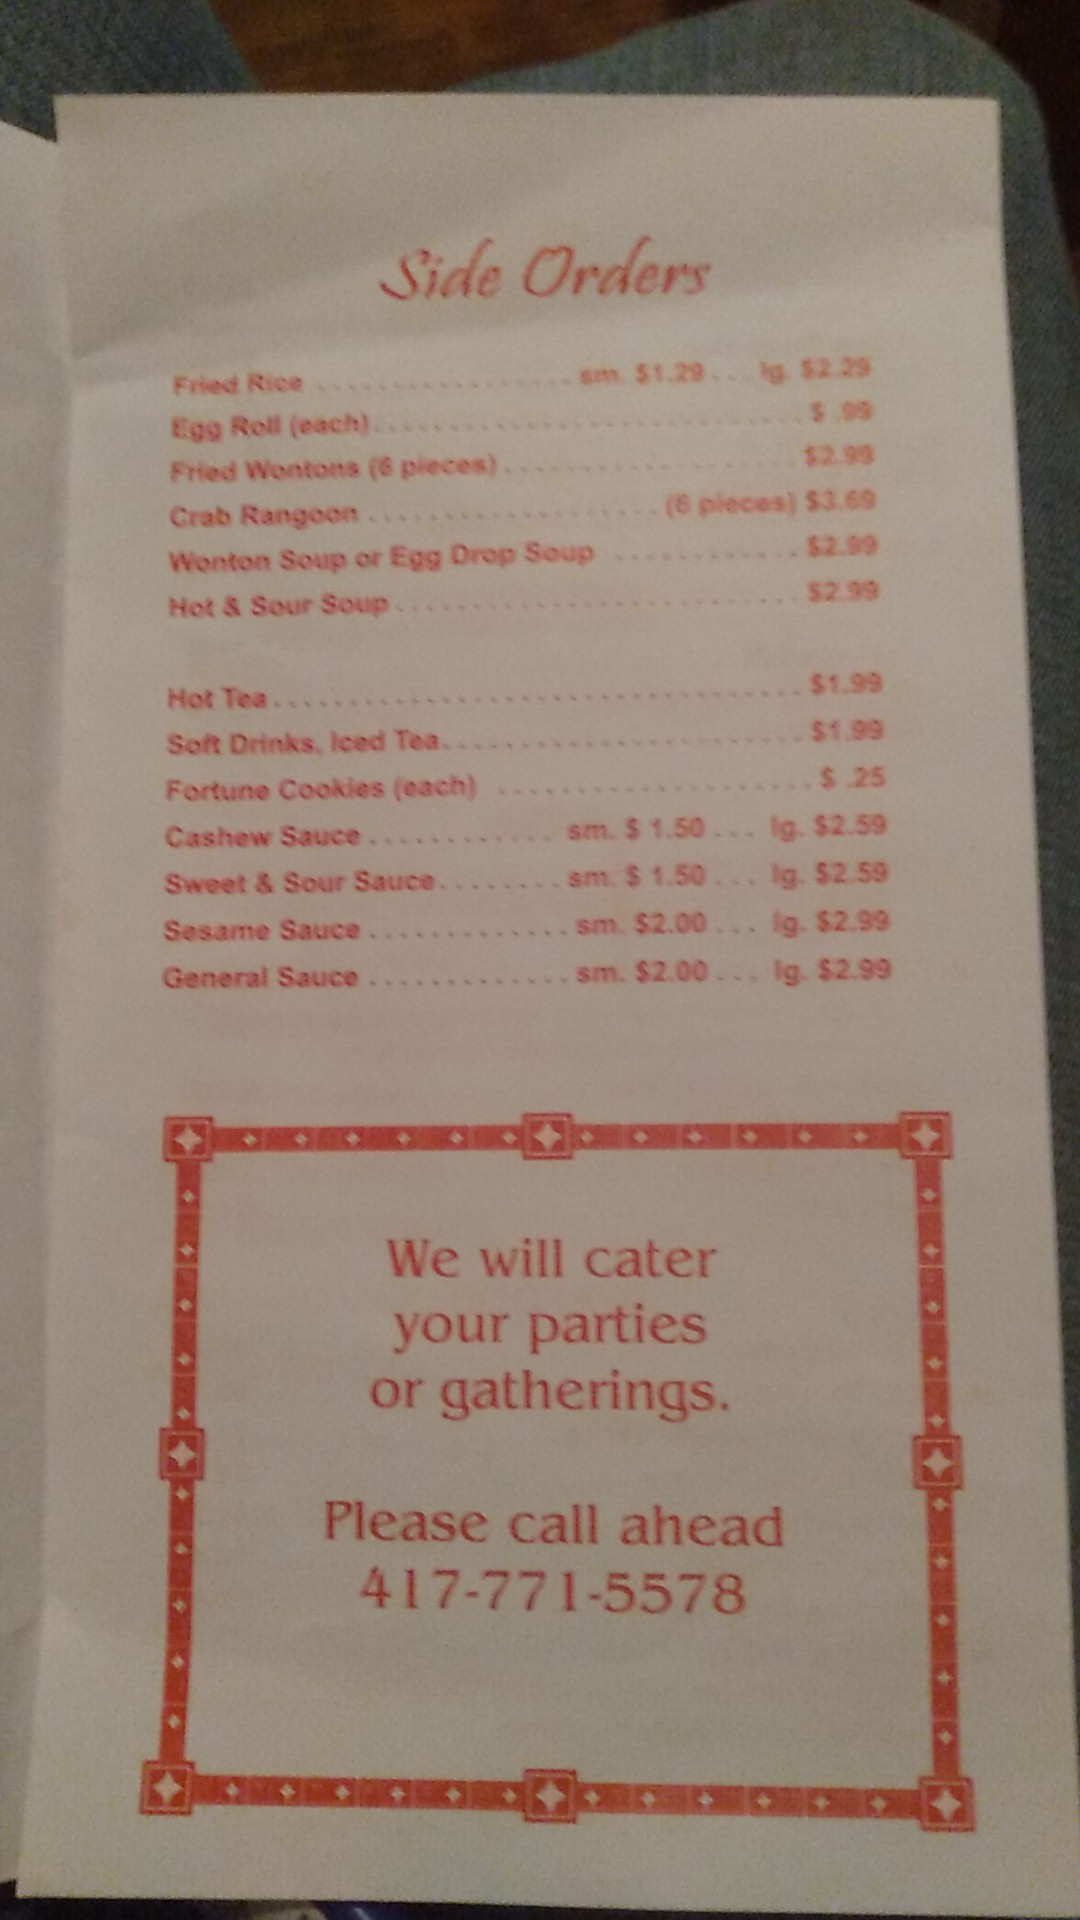 Side Orders
Fried Rice ................. sm. $1.29 ... lg. $2.29
Egg Roll (each) ............................ $ .99
Fried Wontons (6 pieces) ................... $2.99
Crab Rangoon ................... (6 pieces) $3.69
Wonton Soup or Egg Drop Soup ............ $2.99
Hot & Sour Soup ........................... $2.99
Hot Tea ................................... $1.99
Soft Drinks, Iced Tea ........................ $1.99
Fortune Cookies (each) .................... $ .25
Cashew Sauce ............ sm. $ 1.50 ... lg. $2.59
Sweet & Sour Sauce ........ sm. $ 1.50 ... lg. $2.59
Sesame Sauce ............. sm. $2.00 ... lg. $2.99
General Sauce ............. sm. $2.00 ... lg. $2.99
We will cater
your parties
or gatherings.
Please call ahead
417-771-5578